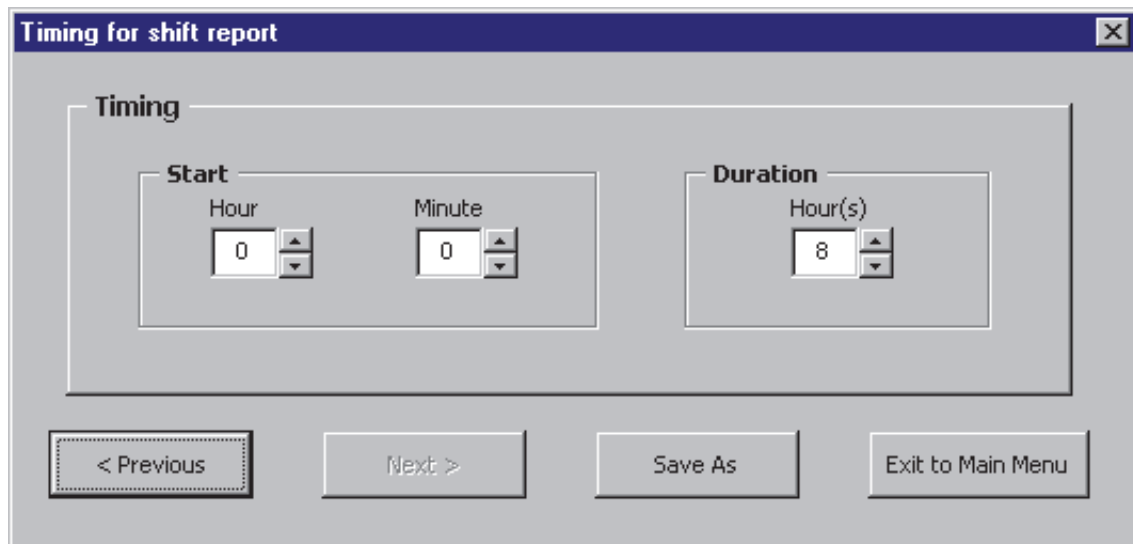 Timing for shift report
Timing
Start
Duration
Hour Minute Hour(s)
0 0 8
< Previous Next > Save As Exit to Main Menu